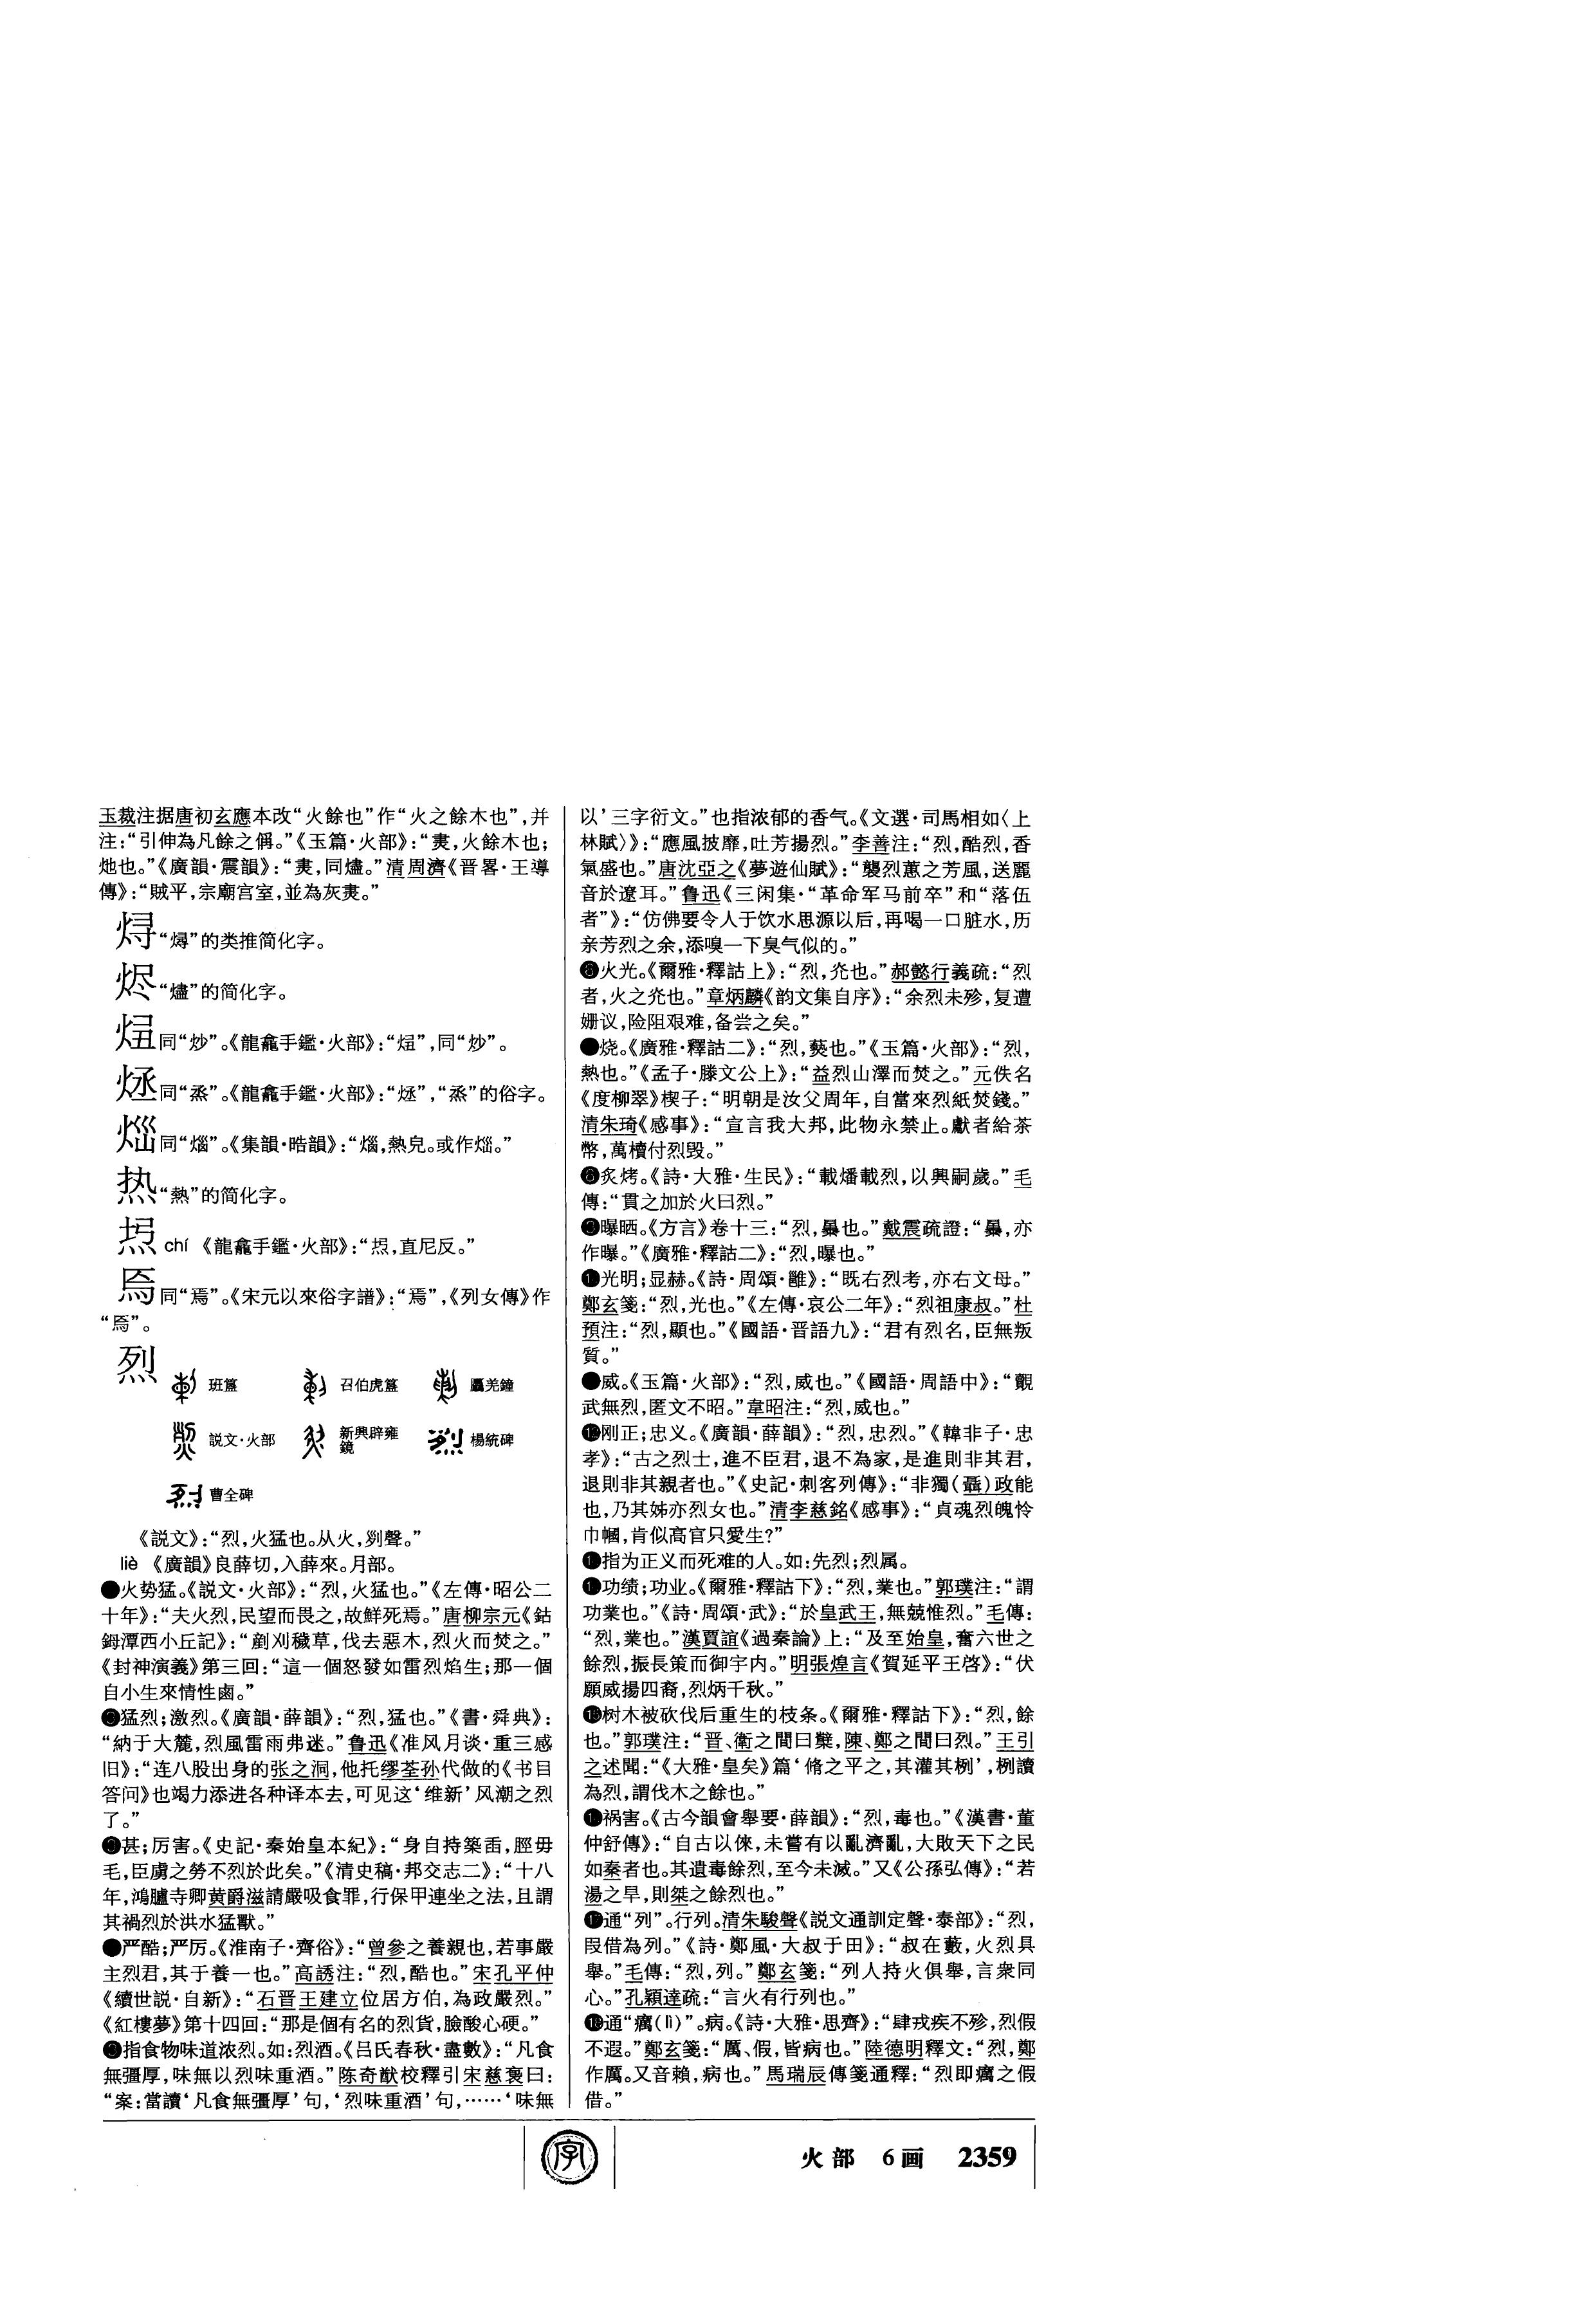 玉裁注据唐初玄應本改“火餘也”作“火之餘木也”,并
注:“引伸為凡餘之偁。”《玉篇·火部》:“㶳,火餘木也;
灺也。”《廣韻·震韻》:“㶳,同燼。”清周濟《晋畧·王導
傳》:“賊平,宗廟宫室,並為灰㶳。”
𬊈“燖”的类推简化字。
烬“燼”的简化字。
同“炒”。《龍龕手鑑·火部》:“”,同“炒”。
烝同“烝”。《龍龕手鑑·火部》:“”,“烝”的俗字。
同“㛴”。《集韻·晧韻》:“,熱皃。或作。”
热“熱”的简化字。
chí 《龍龕手鑑·火部》:“,直尼反。”
同“焉”。《宋元以來俗字譜》:“焉”,《列女傳》作
“”。
烈
班簋 召伯虎簋 驫羌鐘
説文·火部 新興辟雍鏡 楊統碑
曹全碑
《説文》:“烈,火猛也。从火,𠛱聲。”
liè 《廣韻》良薛切,入薛來。月部。
●火势猛。《説文·火部》:“烈,火猛也。”《左傳·昭公二
十年》:“夫火烈,民望而畏之,故鮮死焉。”唐柳宗元《鈷
鉧潭西小丘記》:“剷刈穢草,伐去惡木,烈火而焚之。”
《封神演義》第三回:“這一個怒發如雷烈焰生;那一個
自小生來情性鹵。”
●猛烈;激烈。《廣韻·薛韻》:“烈,猛也。”《書·舜典》:
“納于大麓,烈風雷雨弗迷。”鲁迅《准风月谈·重三感
旧》:“连八股出身的张之洞,他托缪荃孙代做的《书目
答问》也竭力添进各种译本去,可见这‘维新’风潮之烈
了。”
●甚;厉害。《史記·秦始皇本紀》:“身自持築臿,脛毋
毛,臣虜之勞不烈於此矣。”《清史稿·邦交志二》:“十八
年,鴻臚寺卿黄爵滋請嚴吸食罪,行保甲連坐之法,且謂
其禍烈於洪水猛獸。”
●严酷;严厉。《淮南子·齊俗》:“曾參之養親也,若事嚴
主烈君,其于養一也。”高誘注:“烈,酷也。”宋孔平仲
《續世説·自新》:“石晋王建立位居方伯,為政嚴烈。”
《紅樓夢》第十四回:“那是個有名的烈貨,臉酸心硬。”
●指食物味道浓烈。如:烈酒。《吕氏春秋·盡數》:“凡食
無彊厚,味無以烈味重酒。”陈奇猷校釋引宋慈褱曰:
“案:當讀‘凡食無彊厚’句,‘烈味重酒’句,……‘味無
以’三字衍文。”也指浓郁的香气。《文選·司馬相如〈上
林賦〉》:“應風披靡,吐芳揚烈。”李善注:“烈,酷烈,香
氣盛也。”唐沈亞之《夢遊仙賦》:“襲烈蕙之芳風,送麗
音於遼耳。”鲁迅《三闲集·“革命军马前卒”和“落伍
者”》:“仿佛要令人于饮水思源以后,再喝一口脏水,历
亲芳烈之余,添嗅一下臭气似的。”
●火光。《爾雅·釋詁上》:“烈,灮也。”郝懿行義疏:“烈
者,火之灮也。”章炳麟《韵文集自序》:“余烈未殄,复遭
姗议,险阻艰难,备尝之矣。”
●烧。《廣雅·釋詁二》:“烈,爇也。”《玉篇·火部》:“烈,
熱也。”《孟子·滕文公上》:“益烈山澤而焚之。”元佚名
《度柳翠》楔子:“明朝是汝父周年,自當來烈紙焚錢。”
清朱琦《感事》:“宣言我大邦,此物永禁止。獻者給茶
幣,萬櫝付烈毁。”
●炙烤。《詩·大雅·生民》:“載燔載烈,以興嗣歲。”毛
傳:“貫之加於火曰烈。”
●曝晒。《方言》卷十三:“烈,暴也。”戴震疏證:“暴,亦
作曝。”《廣雅·釋詁二》:“烈,曝也。”
●光明;显赫。《詩·周頌·雝》:“既右烈考,亦右文母。”
鄭玄箋:“烈,光也。”《左傳·哀公二年》:“烈祖康叔。”杜
預注:“烈,顯也。”《國語·晋語九》:“君有烈名,臣無叛
質。”
●威。《玉篇·火部》:“烈,威也。”《國語·周語中》:“覿
武無烈,匿文不昭。”韋昭注:“烈,威也。”
⓬刚正;忠义。《廣韻·薛韻》:“烈,忠烈。”《韓非子·忠
孝》:“古之烈士,進不臣君,退不為家,是進則非其君,
退則非其親者也。”《史記·刺客列傳》:“非獨(聶)政能
也,乃其姊亦烈女也。”清李慈銘《感事》:“貞魂烈魄怜
巾幗,肯似高官只愛生?”
●指为正义而死难的人。如:先烈;烈属。
●功绩;功业。《爾雅·釋詁下》:“烈,業也。”郭璞注:“謂
功業也。”《詩·周頌·武》:“於皇武王,無兢惟烈。”毛傳:
“烈,業也。”漢賈誼《過秦論》上:“及至始皇,奮六世之
餘烈,振長策而御宇内。”明張煌言《賀延平王啓》:“伏
願威揚四裔,烈炳千秋。”
●树木被砍伐后重生的枝条。《爾雅·釋詁下》:“烈,餘
也。”郭璞注:“晋、衛之間曰櫱,陳、鄭之間曰烈。”王引
之述聞:“《大雅·皇矣》篇‘脩之平之,其灌其栵’,栵讀
為烈,謂伐木之餘也。”
●祸害。《古今韻會舉要·薛韻》:“烈,毒也。”《漢書·董
仲舒傳》:“自古以倈,未嘗有以亂濟亂,大敗天下之民
如秦者也。其遺毒餘烈,至今未滅。”又《公孫弘傳》:“若
湯之旱,則桀之餘烈也。”
⓱通“列”。行列。清朱駿聲《説文通訓定聲·泰部》:“烈,
叚借為列。”《詩·鄭風·大叔于田》:“叔在藪,火烈具
舉。”毛傳:“烈,列。”鄭玄箋:“列人持火俱舉,言衆同
心。”孔穎達疏:“言火有行列也。”
⓲通“癘(lì)”。病。《詩·大雅·思齊》:“肆戎疾不殄,烈假
不遐。”鄭玄箋:“厲、假,皆病也。”陸德明釋文:“烈,鄭
作厲。又音賴,病也。”馬瑞辰傳箋通釋:“烈即癘之假
借。”
字
火部 6画 2359